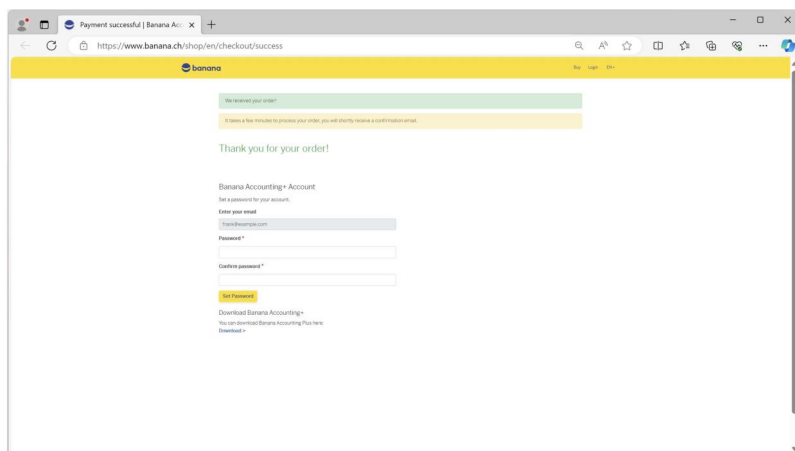 Payment successful | Banana Acc
https://www.banana.ch/shop/en/checkout/success
banana
Buy Login EN
We received your order!
It takes a few minutes to process your order, you will shortly receive a confirmation email.
Thank you for your order!
Banana Accounting+ Account
Set a password for your account.
Enter your email
frank@example.com
Password *
Confirm password *
Set Password
Download Banana Accounting+
You can download Banana Accounting Plus here.
Download >